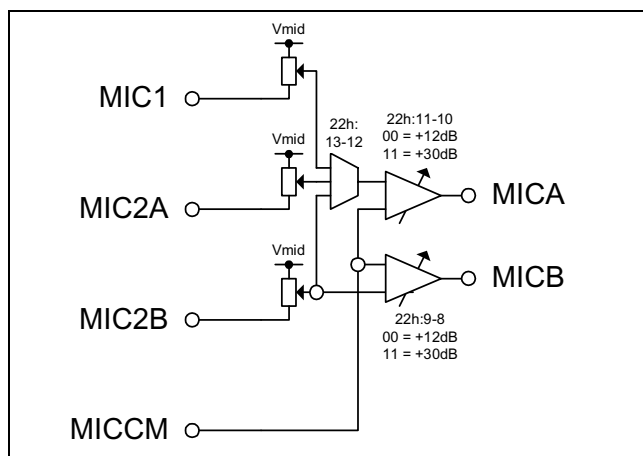 Vmid
MIC1
22h:
13-12
22h:11-10
00 = +12dB
11 = +30dB
Vmid
MIC2A
MICA
Vmid
MICB
MIC2B
22h:9-8
00 = +12dB
11 = +30dB
MICCM